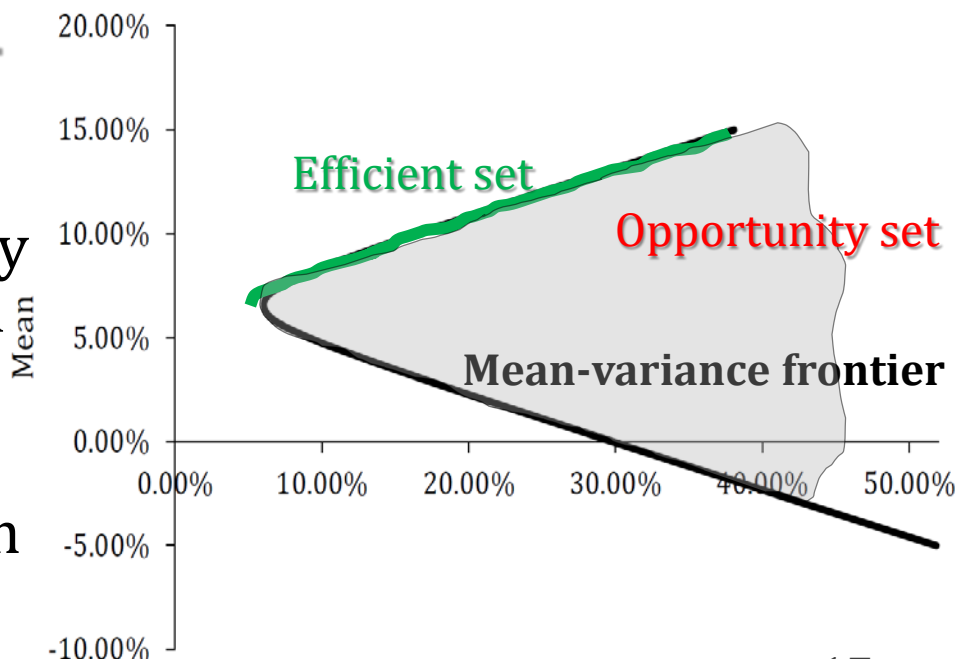 20.00%
15.00%
Efficient set
10.00%
Opportunity set
y
Mean
5.00%
Mean-variance frontier
0.00%
0.00% 10.00% 20.00% 30.00% 40.00% 50.00%
-5.00%
-10.00%